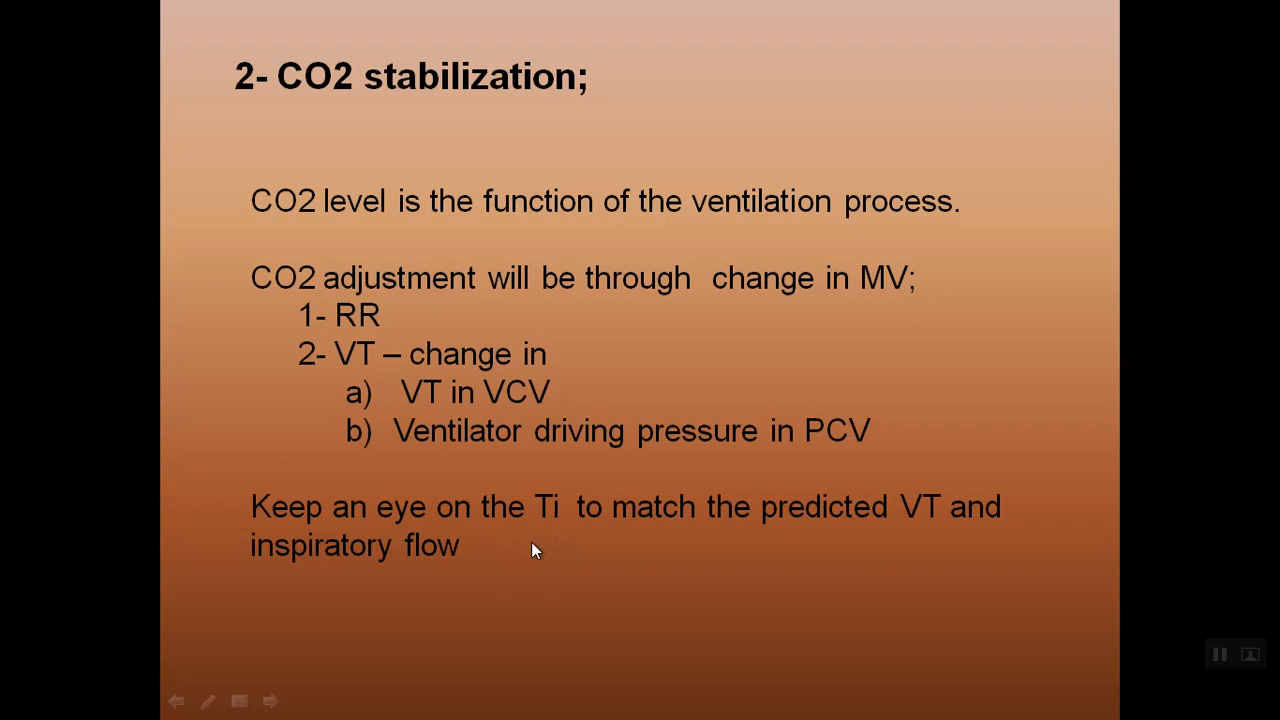 2- CO2 stabilization;
CO2 level is the function of the ventilation process.
CO2 adjustment will be through change in MV;
1- RR
2- VT – change in
a) VT in VCV
b) Ventilator driving pressure in PCV
Keep an eye on the Ti to match the predicted VT and
inspiratory flow